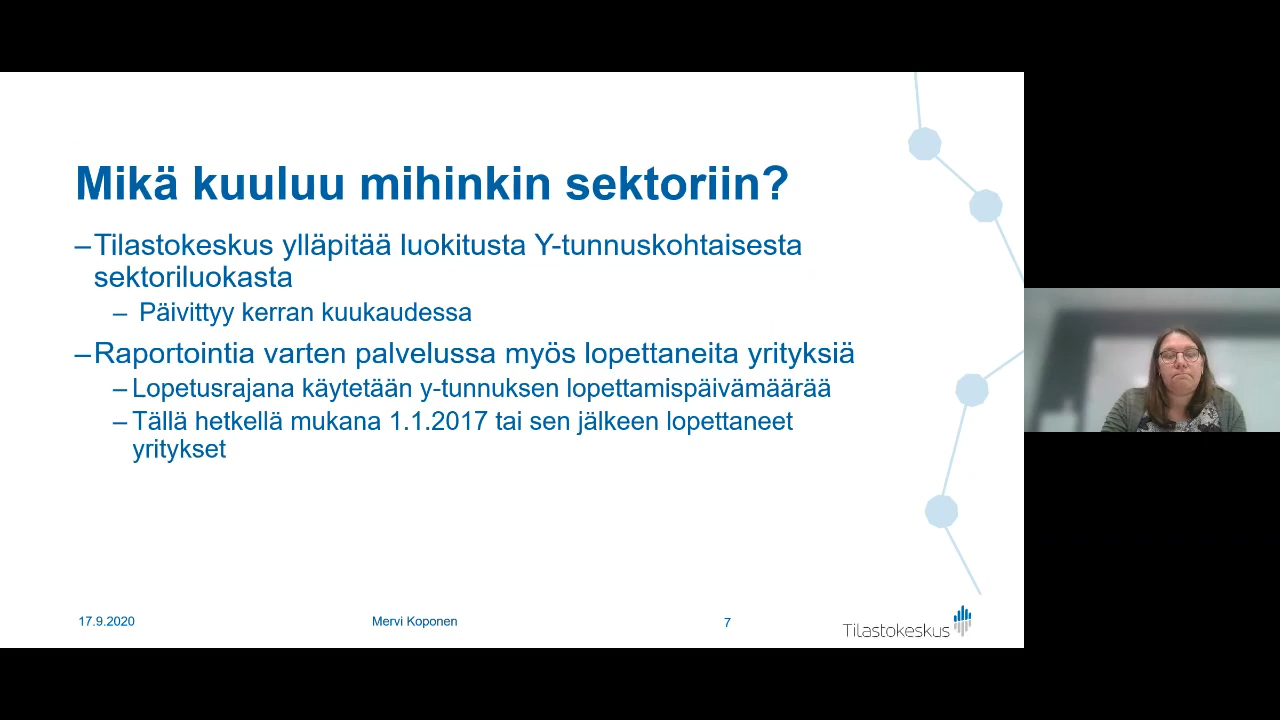 Mikä kuuluu mihinkin sektoriin?
–Tilastokeskus ylläpitää luokitusta Y-tunnuskohtaisesta
sektoriluokasta
– Päivittyy kerran kuukaudessa
–Raportointia varten palvelussa myös lopettaneita yrityksiä
–Lopetusrajana käytetään y-tunnuksen lopettamispäivämäärää
–Tällä hetkellä mukana 1.1.2017 tai sen jälkeen lopettaneet
yritykset
17.9.2020
Mervi Koponen
7
Tilastokeskus